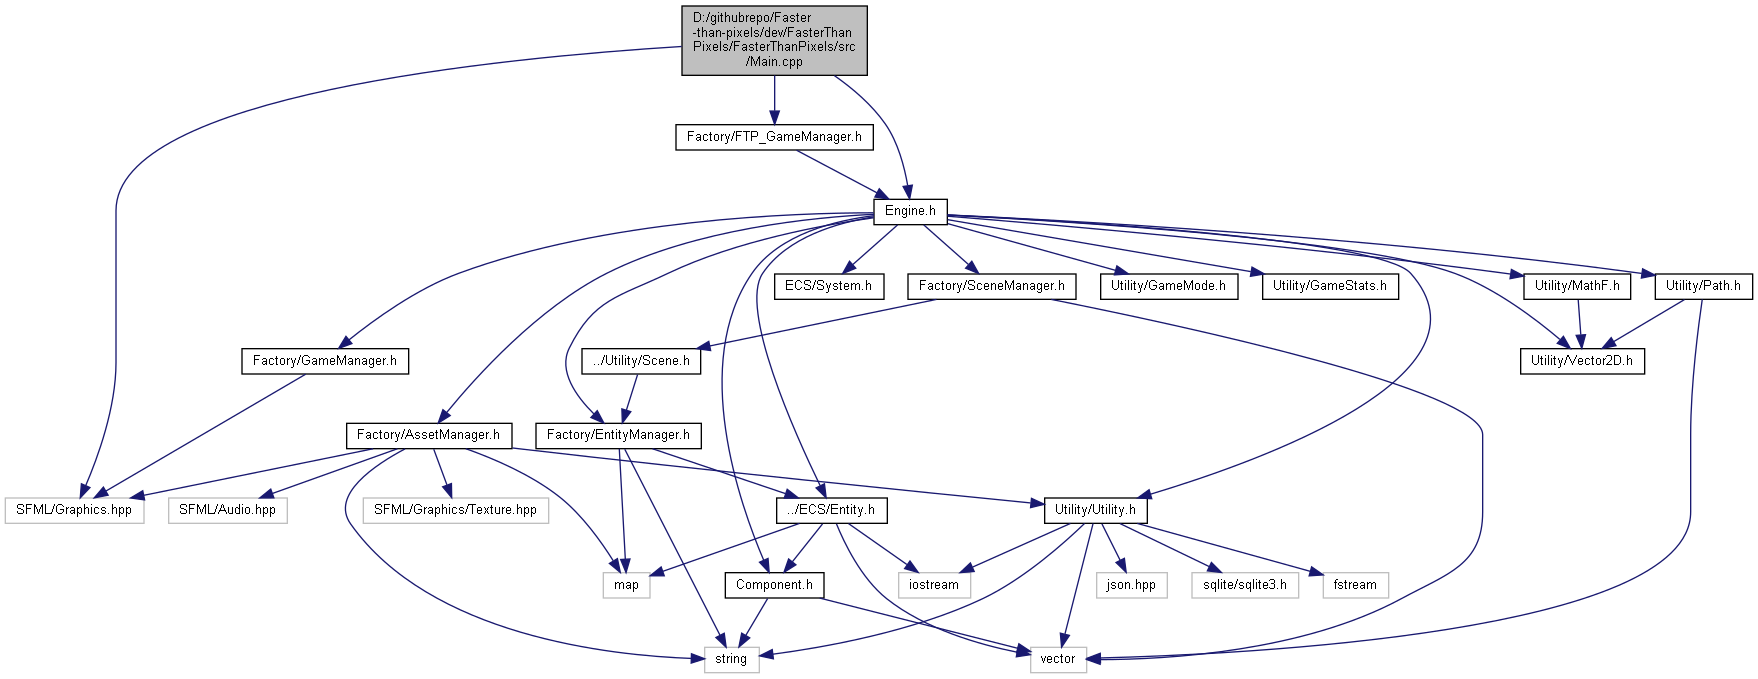 D:/githubrepo/Faster
-than-pixels/dev/FasterThan
Pixels/FasterThanPixels/src
/Main.cpp
Factory/FTP_GameManager.h
Engine.h
ECS/System.h
Factory/SceneManager.h
Utility/GameMode.h
Utility/GameStats.h
Utility/MathF.h
Utility/Path.h
Factory/GameManager.h
../Utility/Scene.h
Utility/Vector2D.h
Factory/AssetManager.h
Factory/EntityManager.h
SFML/Graphics.hpp
SFML/Audio.hpp
SFML/Graphics/Texture.hpp
../ECS/Entity.h
Utility/Utility.h
map
Component.h
iostream
json.hpp
sqlite/sqlite3.h
fstream
string
vector